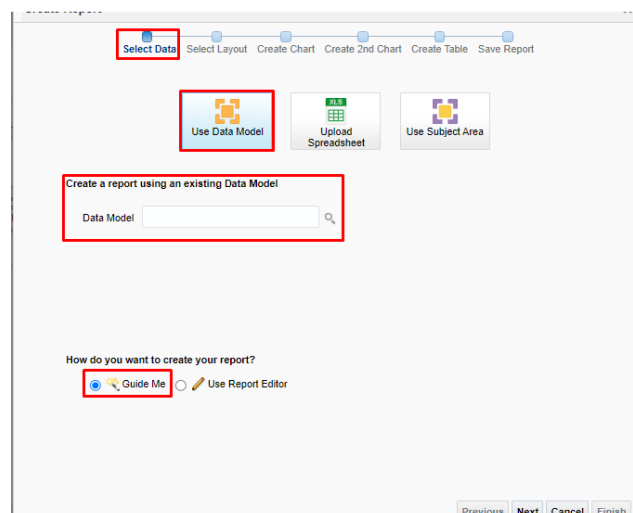 Create Report
Select Data Select Layout Create Chart Create 2nd Chart Create Table Save Report
Use Data Model
XLS
Upload
Spreadsheet
Use Subject Area
Create a report using an existing Data Model
Data Model
How do you want to create your report?
Guide Me Use Report Editor
Previous Next Cancel Finish